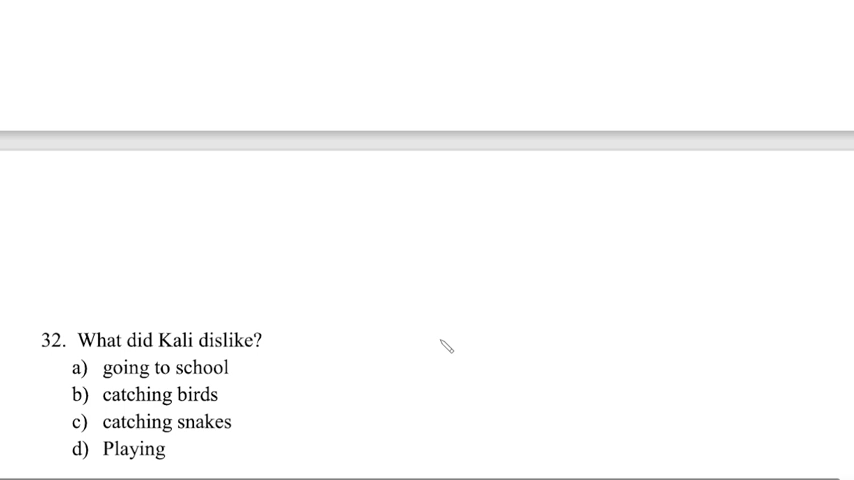 32. What did Kali dislike?
a) going to school
b) catching birds
c) catching snakes
d) Playing